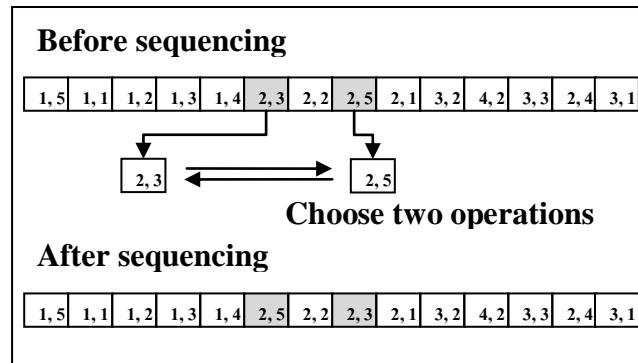 Before sequencing
1, 5 1, 1 1, 2 1, 3 1, 4 2, 3 2, 2 2, 5 2, 1 3, 2 4, 2 3, 3 2, 4 3, 1
2, 3 2, 5
Choose two operations
After sequencing
1, 5 1, 1 1, 2 1, 3 1, 4 2, 5 2, 2 2, 3 2, 1 3, 2 4, 2 3, 3 2, 4 3, 1